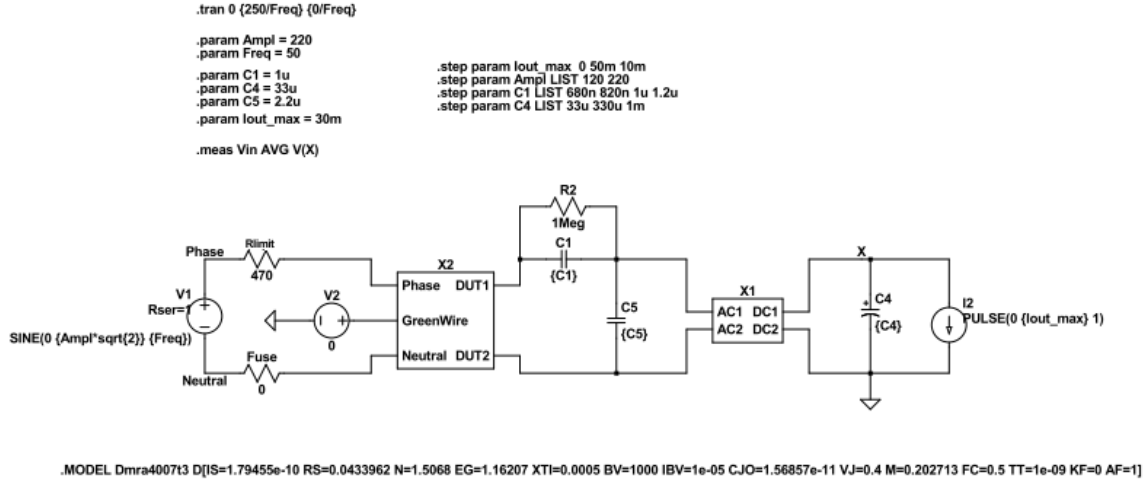 .tran 0 {250/Freq} {0/Freq}
.param Ampl = 220
.param Freq = 50
.param C1 = 1u
.param C4 = 33u
.param C5 = 2.2u
.param Iout_max = 30m
.meas Vin AVG V(X)
.step param Iout_max 0 50m 10m
.step param Ampl LIST 120 220
.step param C1 LIST 680n 820n 1u 1.2u
.step param C4 LIST 33u 330u 1m
R2
1Meg
C1
{C1}
Phase
Rlimit
470
X2
Phase DUT1
GreenWire
Neutral DUT2
V1
Rser=1
SINE(0 {Ampl*sqrt{2}} {Freq})
V2
0
Neutral
Fuse
0
C5
{C5}
X1
AC1 DC1
AC2 DC2
X
C4
{C4}
I2
PULSE(0 {Iout_max} 1)
.MODEL Dmra4007t3 D[IS=1.79455e-10 RS=0.0433962 N=1.5068 EG=1.16207 XTI=0.0005 BV=1000 IBV=1e-05 CJO=1.56857e-11 VJ=0.4 M=0.202713 FC=0.5 TT=1e-09 KF=0 AF=1]